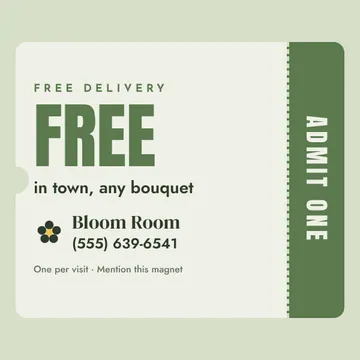 FREE DELIVERY
FREE
in town, any bouquet
Bloom Room
(555) 639-6541
One per visit · Mention this magnet
ADMIT ONE